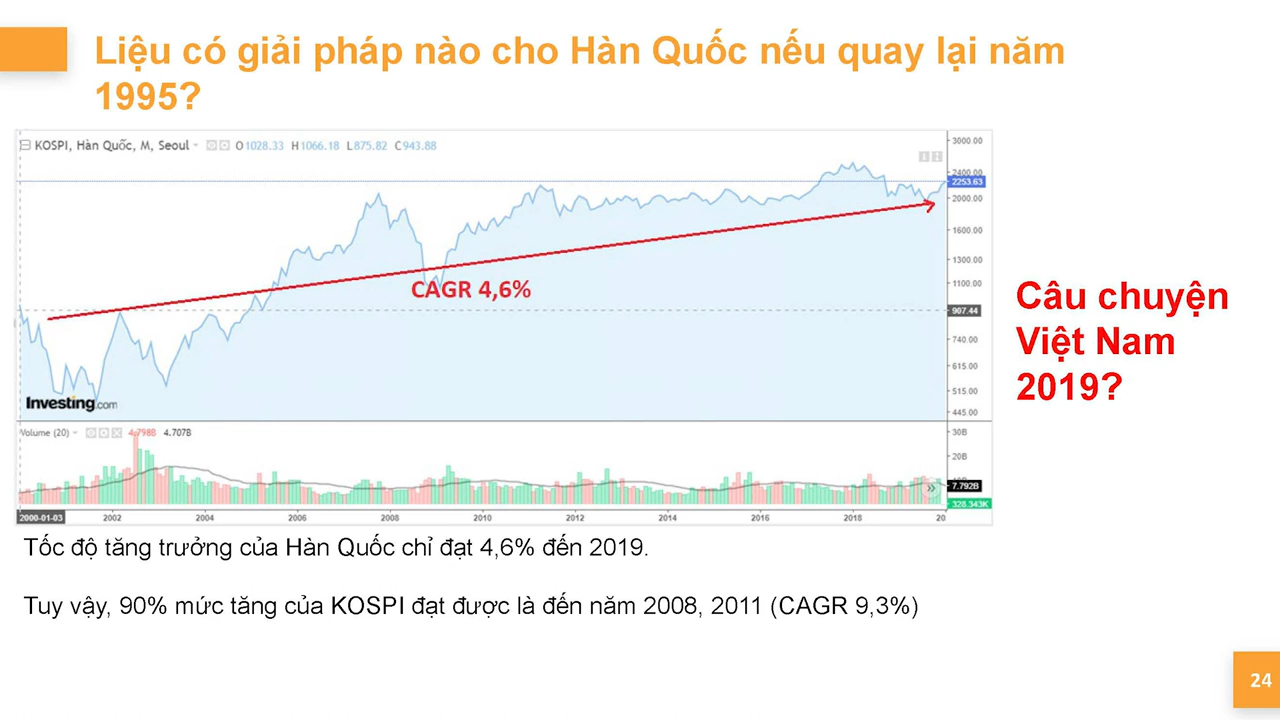 Liệu có giải pháp nào cho Hàn Quốc nếu quay lại năm
1995?
KOSPI, Hàn Quốc, M, Seoul O1028.33 H1066.18 L875.82 C943.88
3000.00
2400.00
2253.63
2000.00
1600.00
1300.00
1100.00
907.44
740.00
615.00
515.00
445.00
CAGR 4,6%
Investing.com
Volume (20) 4.798B 4.707B
30B
20B
7.792B
328.343K
2000-01-03 2002 2004 2006 2008 2010 2012 2014 2016 2018 20
Câu chuyện
Việt Nam
2019?
Tốc độ tăng trưởng của Hàn Quốc chỉ đạt 4,6% đến 2019.
Tuy vậy, 90% mức tăng của KOSPI đạt được là đến năm 2008, 2011 (CAGR 9,3%)
24